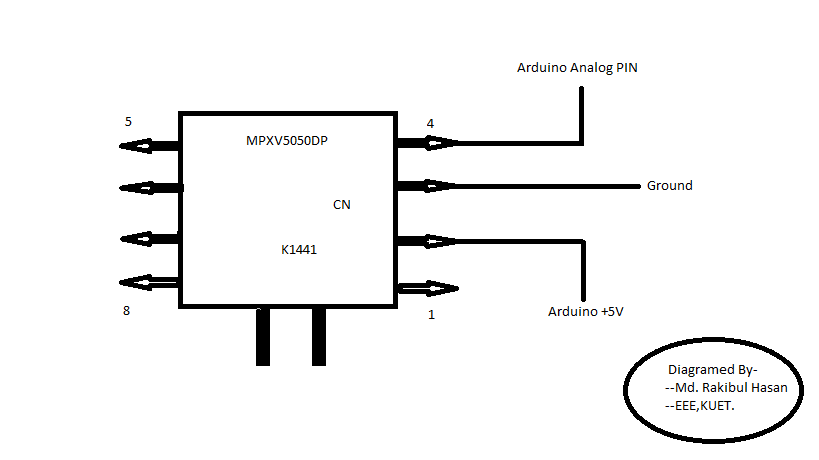 Arduino Analog PIN
5
4
MPXV5050DP
Ground
CN
K1441
8
1
Arduino +5V
Diagramed By-
--Md. Rakibul Hasan
--EEE,KUET.